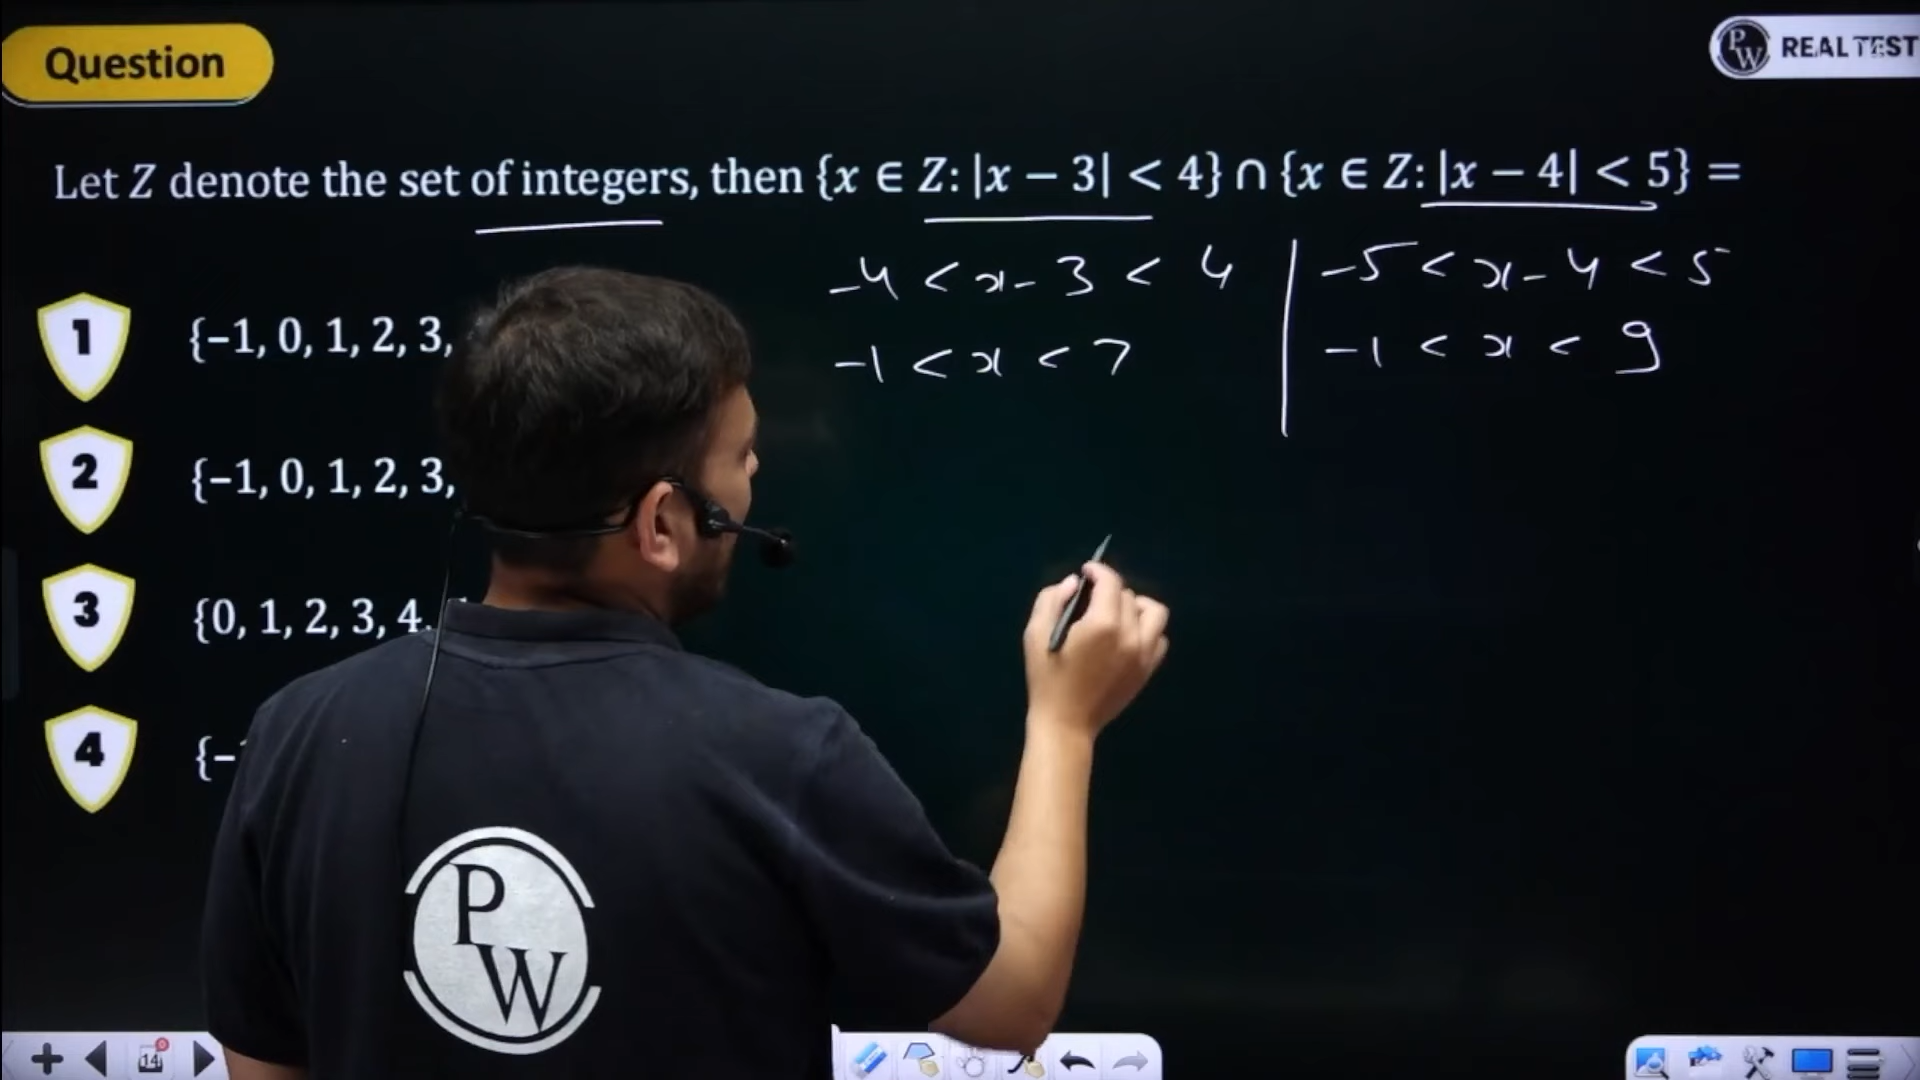 Question
PW REAL TEST
Let Z denote the set of integers, then {x ∈ Z: |x − 3| < 4} ∩ {x ∈ Z: |x − 4| < 5} =
-4 < x - 3 < 4 | -5 < x - 4 < 5
-1 < x < 7 | -1 < x < 9
1 {−1, 0, 1, 2, 3,
2 {−1, 0, 1, 2, 3,
3 {0, 1, 2, 3, 4,
4 {−
PW
14